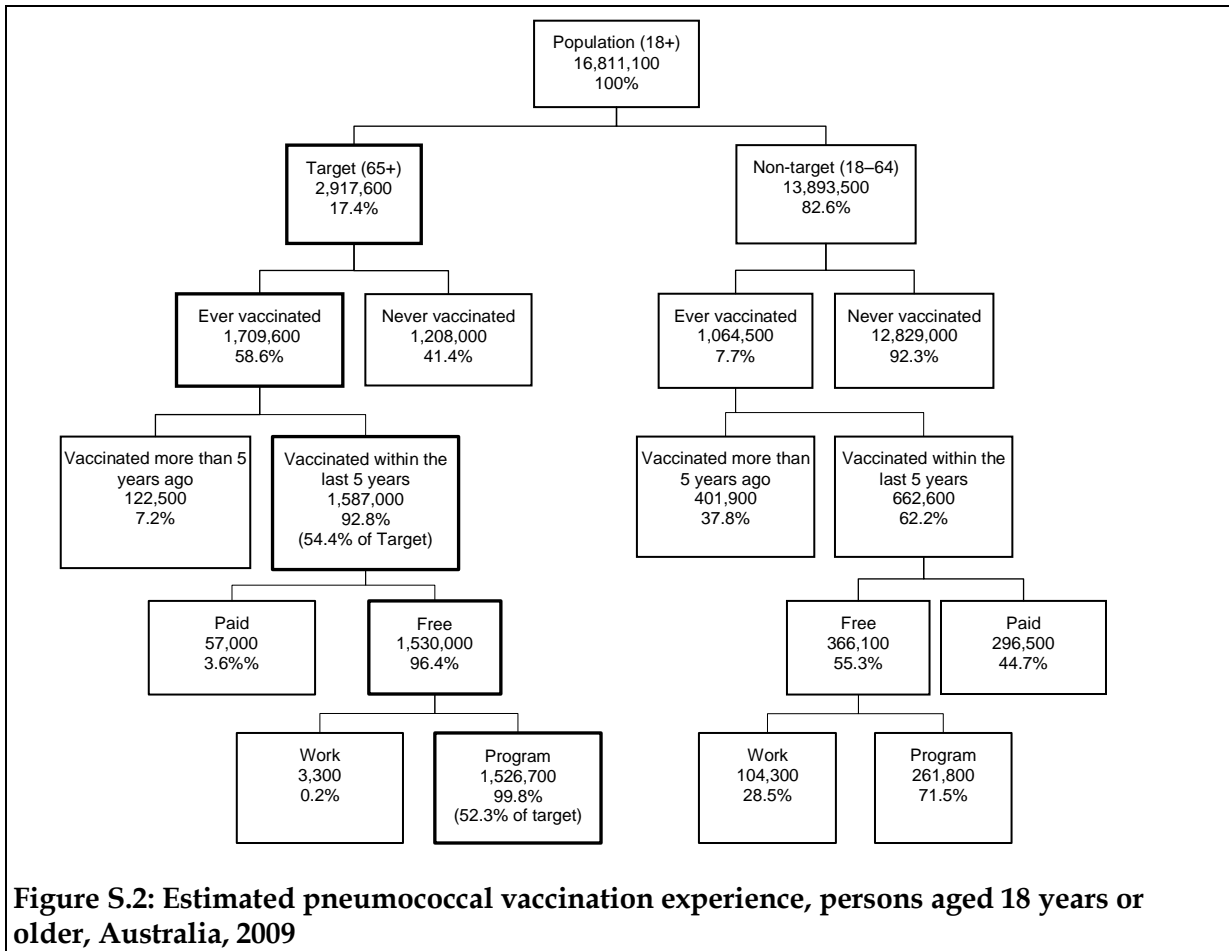 Population (18+)
16,811,100
100%
Target (65+)
2,917,600
17.4%
Non-target (18–64)
13,893,500
82.6%
Ever vaccinated
1,709,600
58.6%
Never vaccinated
1,208,000
41.4%
Ever vaccinated
1,064,500
7.7%
Never vaccinated
12,829,000
92.3%
Vaccinated more than 5
years ago
122,500
7.2%
Vaccinated within the
last 5 years
1,587,000
92.8%
(54.4% of Target)
Vaccinated more than
5 years ago
401,900
37.8%
Vaccinated within the
last 5 years
662,600
62.2%
Paid
57,000
3.6%%
Free
1,530,000
96.4%
Free
366,100
55.3%
Paid
296,500
44.7%
Work
3,300
0.2%
Program
1,526,700
99.8%
(52.3% of target)
Work
104,300
28.5%
Program
261,800
71.5%
Figure S.2: Estimated pneumococcal vaccination experience, persons aged 18 years or
older, Australia, 2009